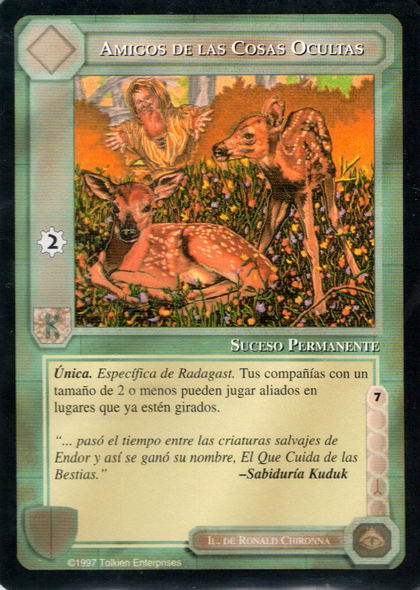 AMIGOS DE LAS COSAS OCULTAS
2
SUCESO PERMANENTE
Única. Específica de Radagast. Tus compañías con un
tamaño de 2 o menos pueden jugar aliados en
lugares que ya estén girados.
7
“... pasó el tiempo entre las criaturas salvajes de
Endor y así se ganó su nombre, El Que Cuida de las
Bestias.” –Sabiduría Kuduk
IL. DE RONALD CHIRONNA
©1997 Tolkien Enterprises